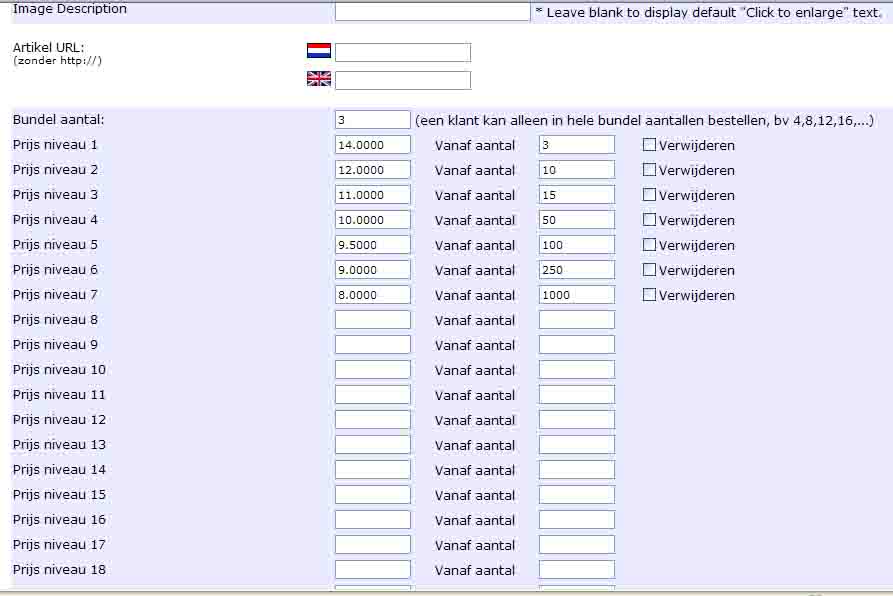 Image Description * Leave blank to display default "Click to enlarge" text.
Artikel URL:
(zonder http://)
Bundel aantal: 3 (een klant kan alleen in hele bundel aantallen bestellen, bv 4,8,12,16,...)
Prijs niveau 1 14.0000 Vanaf aantal 3 Verwijderen
Prijs niveau 2 12.0000 Vanaf aantal 10 Verwijderen
Prijs niveau 3 11.0000 Vanaf aantal 15 Verwijderen
Prijs niveau 4 10.0000 Vanaf aantal 50 Verwijderen
Prijs niveau 5 9.5000 Vanaf aantal 100 Verwijderen
Prijs niveau 6 9.0000 Vanaf aantal 250 Verwijderen
Prijs niveau 7 8.0000 Vanaf aantal 1000 Verwijderen
Prijs niveau 8 Vanaf aantal
Prijs niveau 9 Vanaf aantal
Prijs niveau 10 Vanaf aantal
Prijs niveau 11 Vanaf aantal
Prijs niveau 12 Vanaf aantal
Prijs niveau 13 Vanaf aantal
Prijs niveau 14 Vanaf aantal
Prijs niveau 15 Vanaf aantal
Prijs niveau 16 Vanaf aantal
Prijs niveau 17 Vanaf aantal
Prijs niveau 18 Vanaf aantal